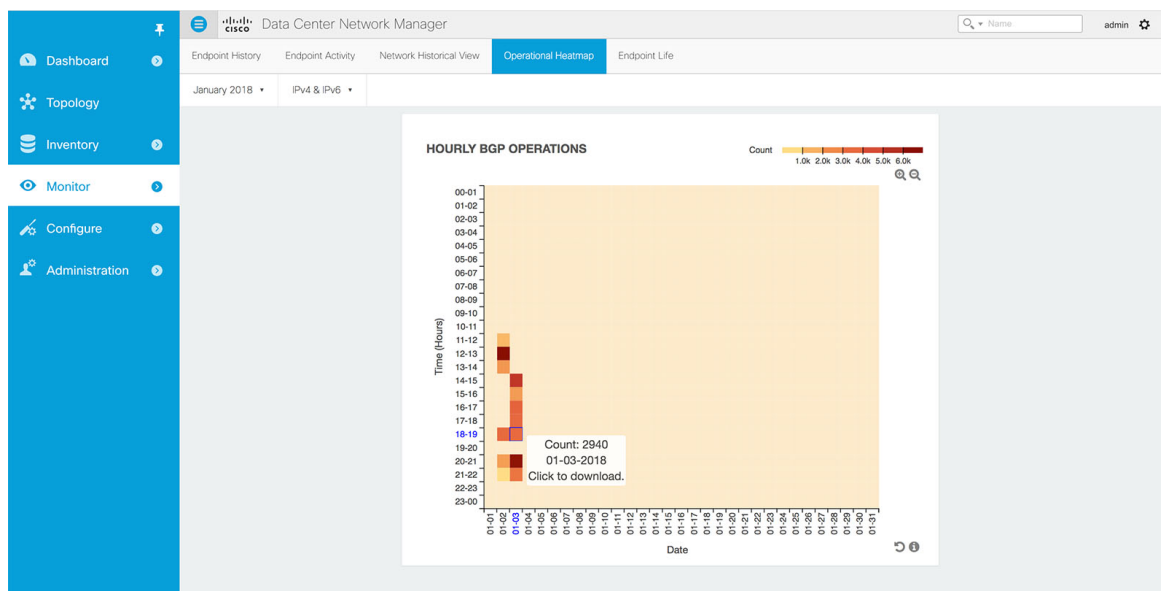 CISCO Data Center Network Manager
Name
admin
Dashboard
Topology
Inventory
Monitor
Configure
Administration
Endpoint History Endpoint Activity Network Historical View Operational Heatmap Endpoint Life
January 2018 IPv4 & IPv6
HOURLY BGP OPERATIONS
Count
1.0k 2.0k 3.0k 4.0k 5.0k 6.0k
Time (Hours)
00-01
01-02
02-03
03-04
04-05
05-06
06-07
07-08
08-09
09-10
10-11
11-12
12-13
13-14
14-15
15-16
16-17
17-18
18-19
19-20
20-21
21-22
22-23
23-00
Count: 2940
01-03-2018
Click to download.
01-01 01-02 01-03 01-04 01-05 01-06 01-07 01-08 01-09 01-10 01-11 01-12 01-13 01-14 01-15 01-16 01-17 01-18 01-19 01-20 01-21 01-22 01-23 01-24 01-25 01-26 01-27 01-28 01-29 01-30 01-31
Date